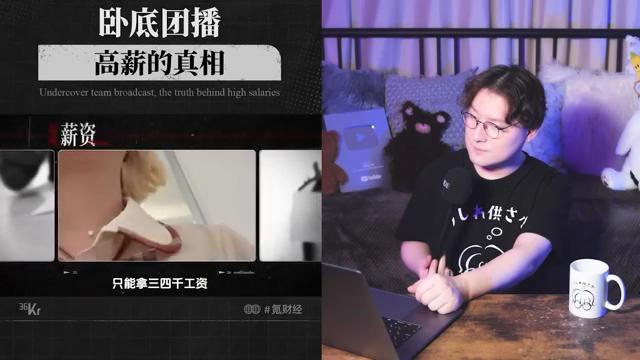 卧底团播
高薪的真相
Undercover team broadcast, the truth behind high salaries
薪资
只能拿三四千工资
36Kr
#氪财经
YouTube